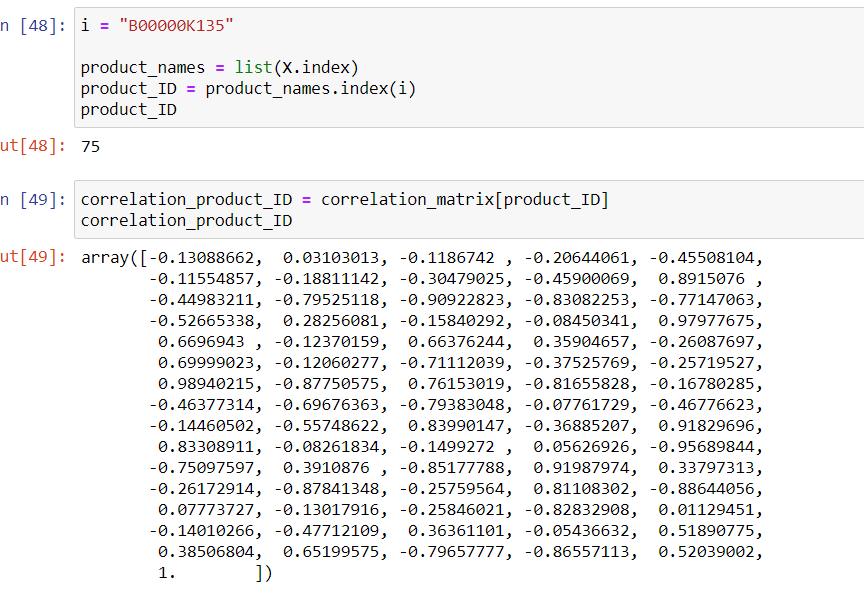 n [48]: i = "B00000K135"
product_names = list(X.index)
product_ID = product_names.index(i)
product_ID
ut[48]: 75
n [49]: correlation_product_ID = correlation_matrix[product_ID]
correlation_product_ID
ut[49]: array([-0.13088662,  0.03103013, -0.1186742 , -0.20644061, -0.45508104,
-0.11554857, -0.18811142, -0.30479025, -0.45900069,  0.8915076 ,
-0.44983211, -0.79525118, -0.90922823, -0.83082253, -0.77147063,
-0.52665338,  0.28256081, -0.15840292, -0.08450341,  0.97977675,
0.6696943 , -0.12370159,  0.66376244,  0.35904657, -0.26087697,
0.69999023, -0.12060277, -0.71112039, -0.37525769, -0.25719527,
0.98940215, -0.87750575,  0.76153019, -0.81655828, -0.16780285,
-0.46377314, -0.69676363, -0.79383048, -0.07761729, -0.46776623,
-0.14460502, -0.55748622,  0.83990147, -0.36885207,  0.91829696,
0.83308911, -0.08261834, -0.1499272 ,  0.05626926, -0.95689844,
-0.75097597,  0.3910876 , -0.85177788,  0.91987974,  0.33797313,
-0.26172914, -0.87841348, -0.25759564,  0.81108302, -0.88644056,
0.07773727, -0.13017916, -0.25846021, -0.82832908,  0.01129451,
-0.14010266, -0.47712109,  0.36361101, -0.05436632,  0.51890775,
0.38506804,  0.65199575, -0.79657777, -0.86557113,  0.52039002,
1.        ])